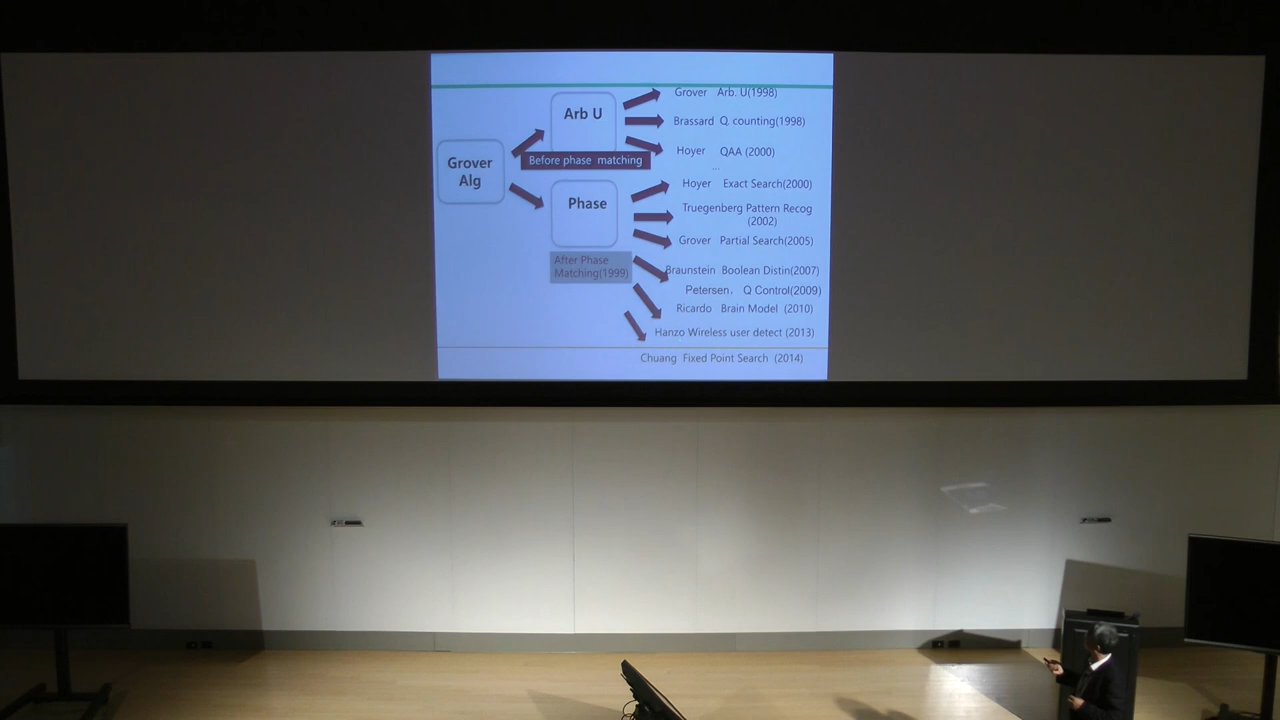 Grover Arb. U(1998)
Arb U
Brassard Q. counting(1998)
Hoyer QAA (2000)
Before phase matching
...
Grover
Alg
Hoyer Exact Search(2000)
Phase
Truegenberg Pattern Recog
(2002)
Grover Partial Search(2005)
After Phase
Matching(1999)
Braunstein Boolean Distin(2007)
Petersen. Q Control(2009)
Ricardo Brain Model (2010)
Hanzo Wireless user detect (2013)
Chuang Fixed Point Search (2014)